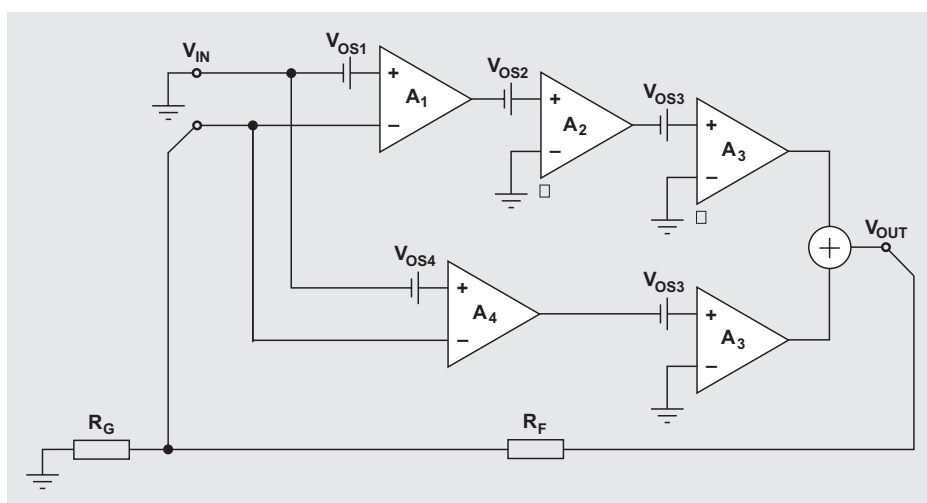 V_IN
V_OS1
+
A_1
−
V_OS2
+
A_2
−
V_OS3
+
A_3
−
V_OUT
+
V_OS4
+
A_4
−
V_OS3
+
A_3
−
R_G
R_F